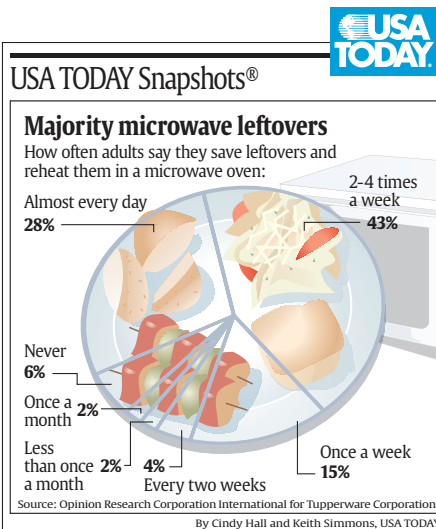 USA
TODAY.
USA TODAY Snapshots®
Majority microwave leftovers
How often adults say they save leftovers and
reheat them in a microwave oven:
Almost every day
28%
2-4 times
a week
43%
Never
6%
Once a
month 2%
Less
than once
a month 2%
4%
Every two weeks
Once a week
15%
Source: Opinion Research Corporation International for Tupperware Corporation
By Cindy Hall and Keith Simmons, USA TODAY